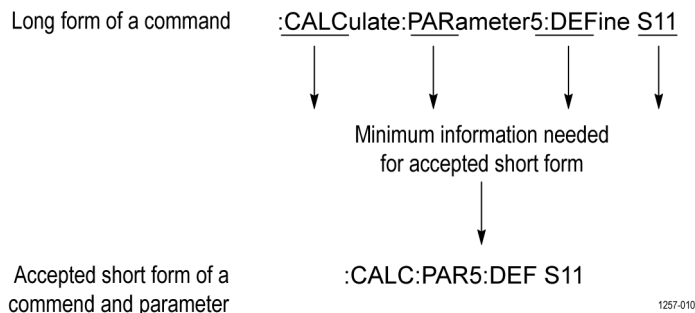 Long form of a command
:CALCulate:PARameter5:DEFine S11
Minimum information needed
for accepted short form
Accepted short form of a
commend and parameter
:CALC:PAR5:DEF S11
1257-010